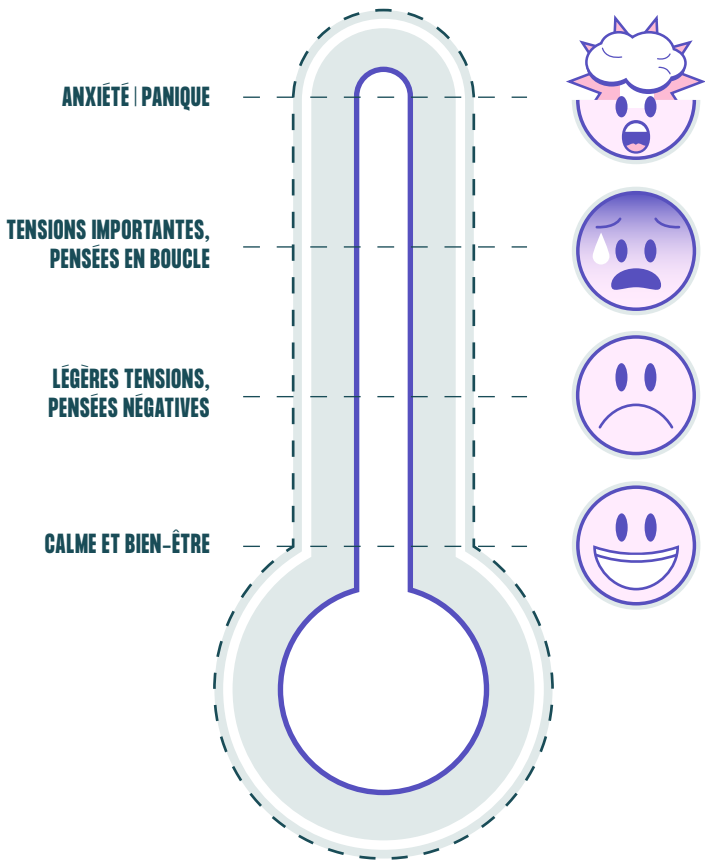 ANXIÉTÉ | PANIQUE
TENSIONS IMPORTANTES,
PENSÉES EN BOUCLE
LÉGÈRES TENSIONS,
PENSÉES NÉGATIVES
CALME ET BIEN-ÊTRE